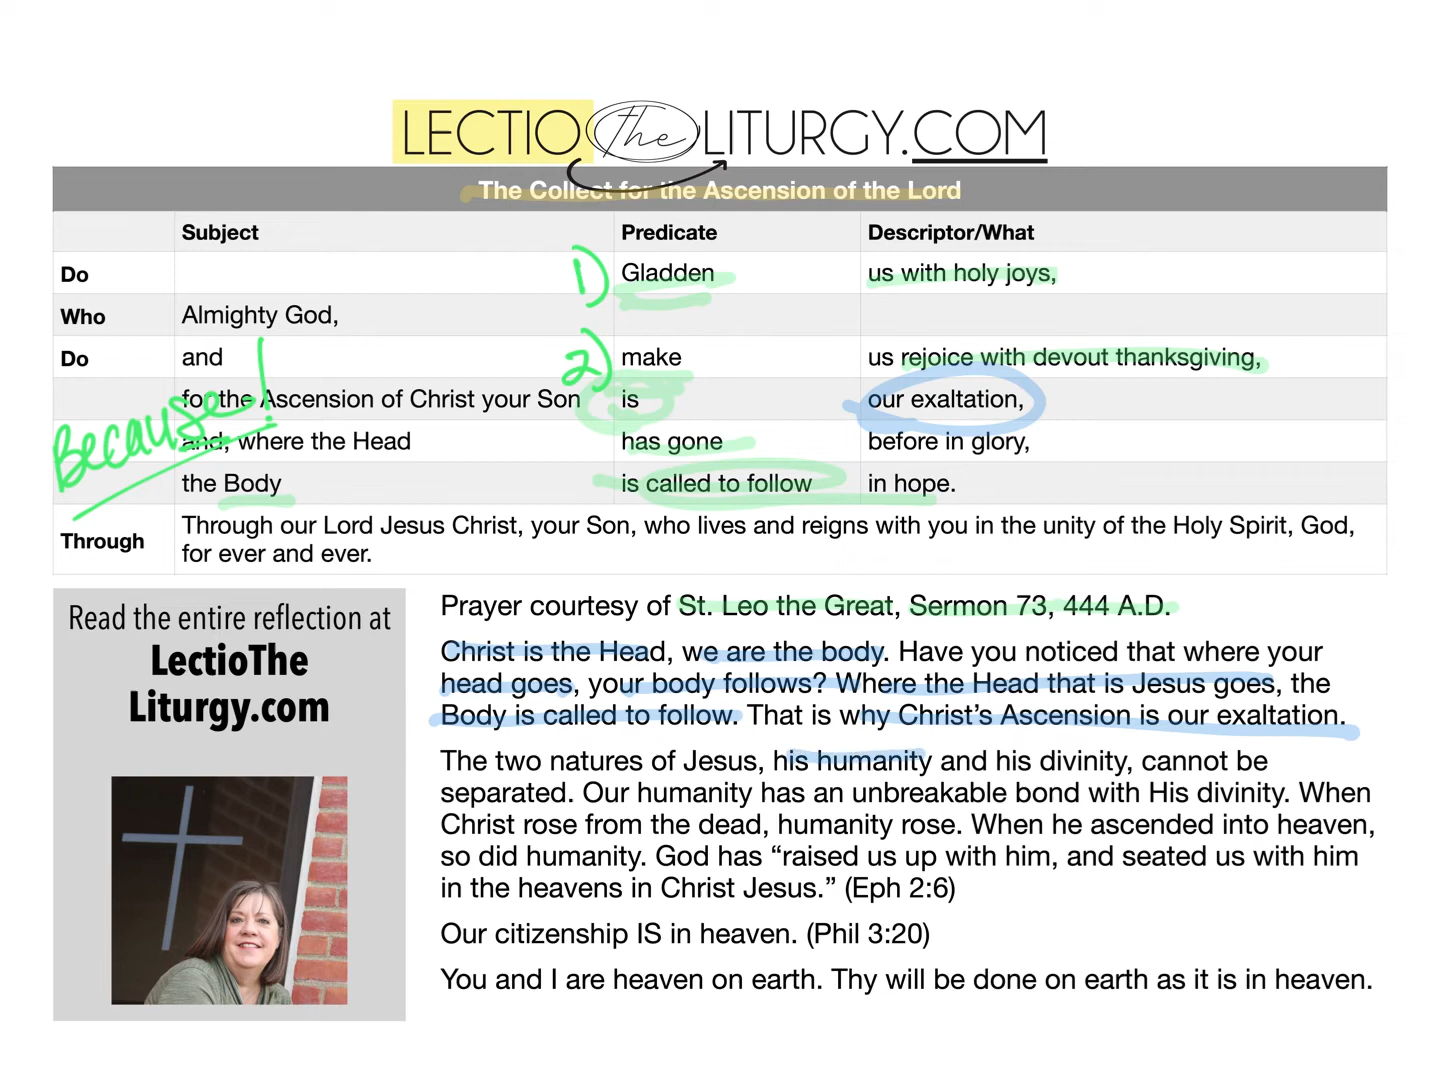 LECTIO the LITURGY.COM
The Collect for the Ascension of the Lord
Subject Predicate Descriptor/What
Do 1) Gladden us with holy joys,
Who Almighty God,
Do and 2) make us rejoice with devout thanksgiving,
for the Ascension of Christ your Son is our exaltation,
Because!
and, where the Head has gone before in glory,
the Body is called to follow in hope.
Through Through our Lord Jesus Christ, your Son, who lives and reigns with you in the unity of the Holy Spirit, God,
for ever and ever.
Read the entire reflection at
LectioThe
Liturgy.com
Prayer courtesy of St. Leo the Great, Sermon 73, 444 A.D.
Christ is the Head, we are the body. Have you noticed that where your
head goes, your body follows? Where the Head that is Jesus goes, the
Body is called to follow. That is why Christ’s Ascension is our exaltation.
The two natures of Jesus, his humanity and his divinity, cannot be
separated. Our humanity has an unbreakable bond with His divinity. When
Christ rose from the dead, humanity rose. When he ascended into heaven,
so did humanity. God has “raised us up with him, and seated us with him
in the heavens in Christ Jesus.” (Eph 2:6)
Our citizenship IS in heaven. (Phil 3:20)
You and I are heaven on earth. Thy will be done on earth as it is in heaven.